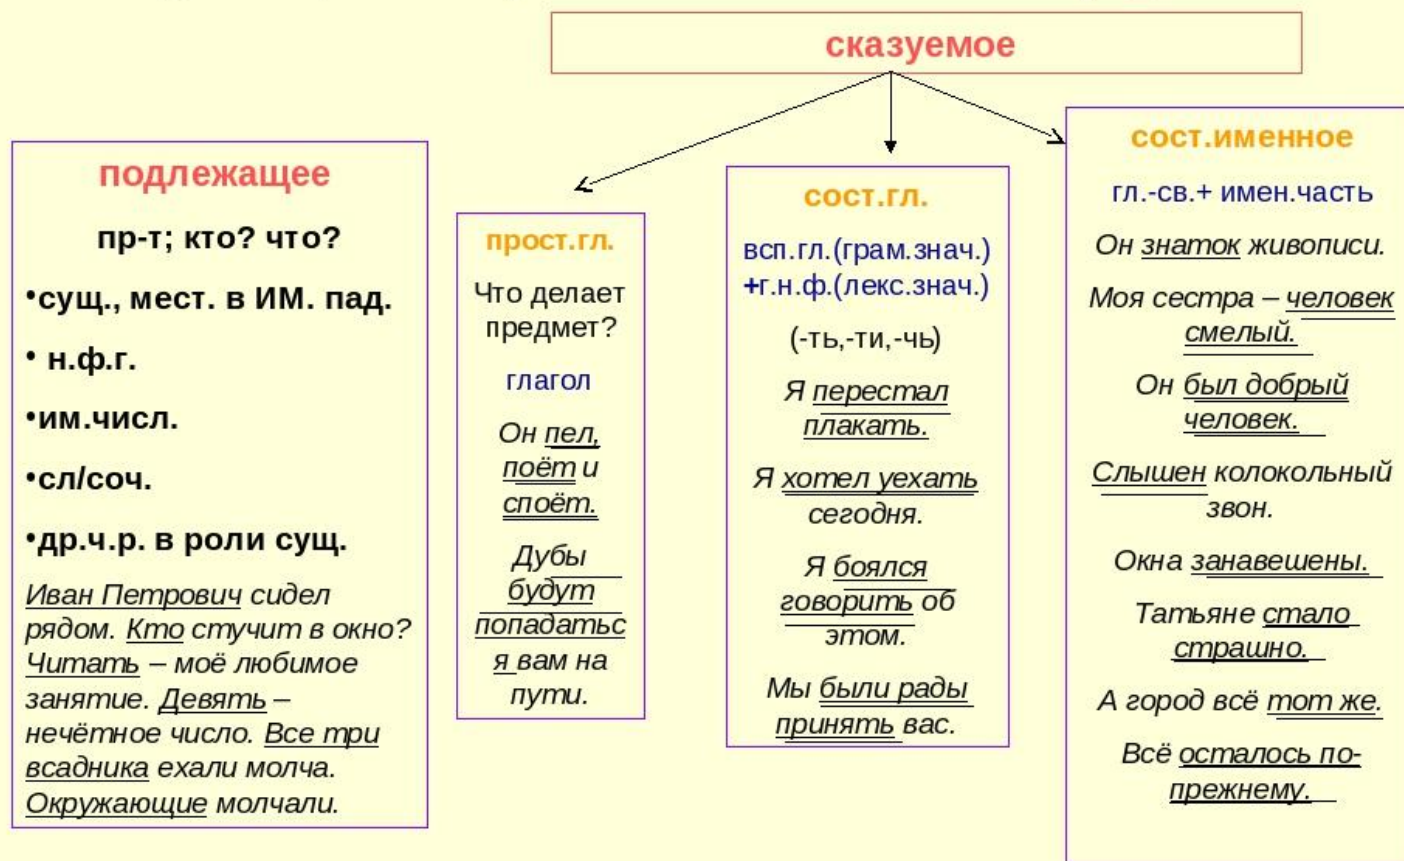 сказуемое
подлежащее
пр-т; кто? что?
•сущ., мест. в ИМ. пад.
• н.ф.г.
•им.числ.
•сл/соч.
•др.ч.р. в роли сущ.
Иван Петрович сидел
рядом. Кто стучит в окно?
Читать – моё любимое
занятие. Девять –
нечётное число. Все три
всадника ехали молча.
Окружающие молчали.
прост.гл.
Что делает
предмет?
глагол
Он пел,
поёт и
споёт.
Дубы
будут
попадатьс
я вам на
пути.
сост.гл.
всп.гл.(грам.знач.)
+г.н.ф.(лекс.знач.)
(-ть,-ти,-чь)
Я перестал
плакать.
Я хотел уехать
сегодня.
Я боялся
говорить об
этом.
Мы были рады
принять вас.
сост.именное
гл.-св.+ имен.часть
Он знаток живописи.
Моя сестра – человек
смелый.
Он был добрый
человек.
Слышен колокольный
звон.
Окна занавешены.
Татьяне стало
страшно.
А город всё тот же.
Всё осталось по-
прежнему.